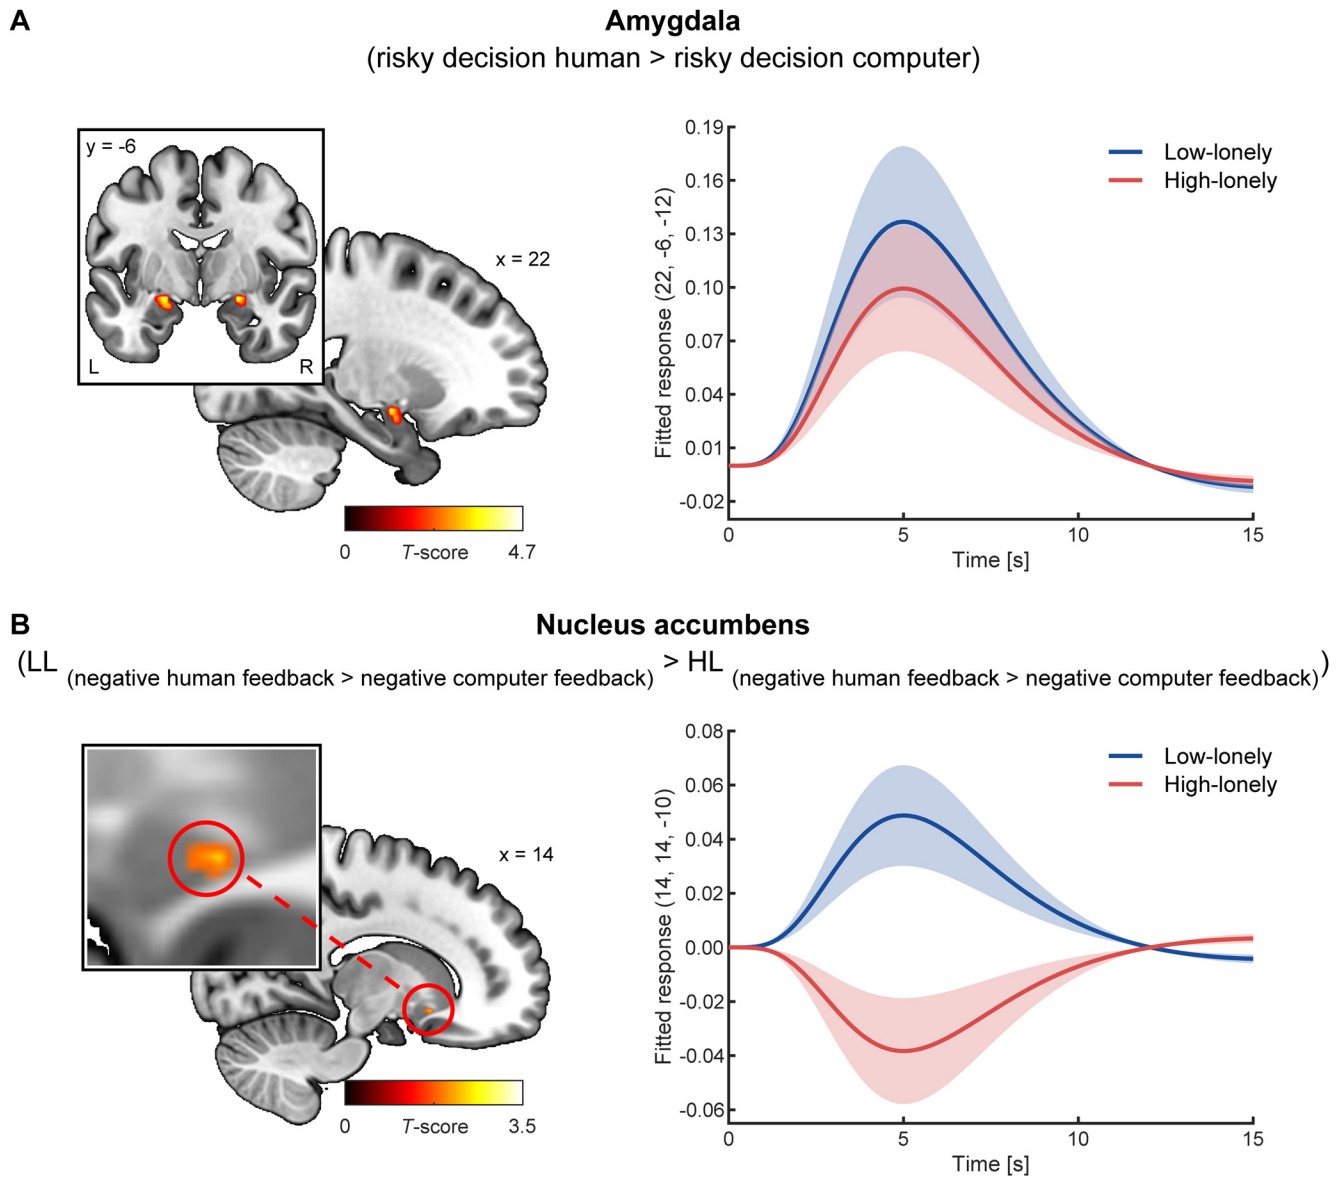 A
Amygdala
(risky decision human > risky decision computer)
y = -6
L
R
x = 22
0
T-score
4.7
Fitted response (22, -6, -12)
0.19
0.16
0.13
0.10
0.07
0.04
0.01
-0.02
0
5
10
15
Time [s]
Low-lonely
High-lonely
B
Nucleus accumbens
(LL (negative human feedback > negative computer feedback) > HL (negative human feedback > negative computer feedback))
x = 14
0
T-score
3.5
Fitted response (14, 14, -10)
0.08
0.06
0.04
0.02
0.00
-0.02
-0.04
-0.06
0
5
10
15
Time [s]
Low-lonely
High-lonely